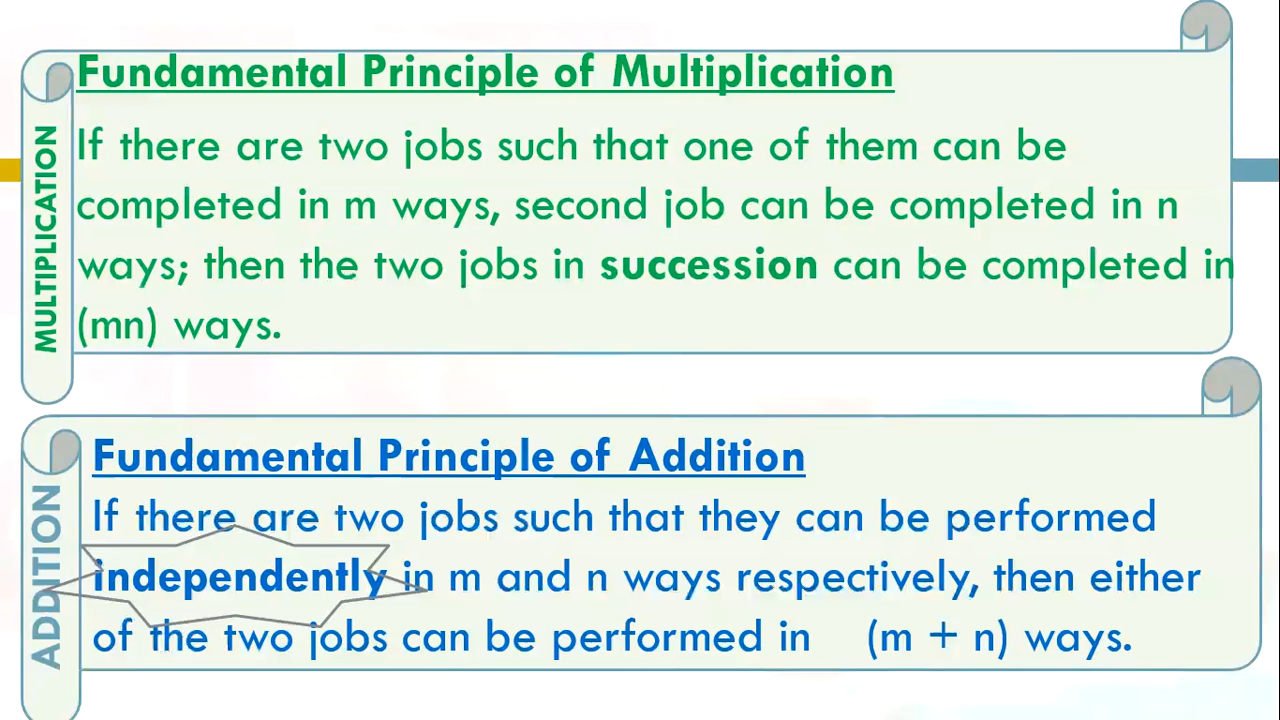 MULTIPLICATION
Fundamental Principle of Multiplication
If there are two jobs such that one of them can be
completed in m ways, second job can be completed in n
ways; then the two jobs in succession can be completed in
(mn) ways.
ADDITION
Fundamental Principle of Addition
If there are two jobs such that they can be performed
independently in m and n ways respectively, then either
of the two jobs can be performed in (m + n) ways.